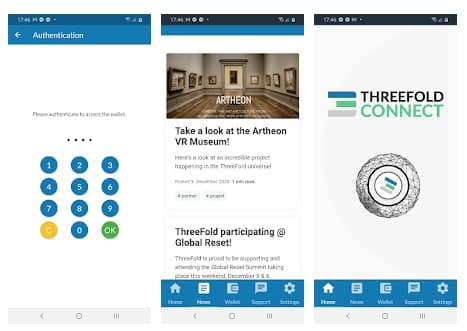 17:46
Authentication
Please authenticate to access the wallet.
1 2 3
4 5 6
7 8 9
C 0 OK
17:46
ARTHEON
Take a look at the Artheon
VR Museum!
Here's a look at an incredible project
happening in the ThreeFold universe!
December 2020 · 1 min read
# partner # project
ThreeFold participating @
Global Reset!
ThreeFold is proud to be supporting and
attending the Global Reset Summit taking
place this weekend, December 5 & 6.
Home News Wallet Support Settings
17:46
THREEFOLD
CONNECT
Home News Wallet Support Settings